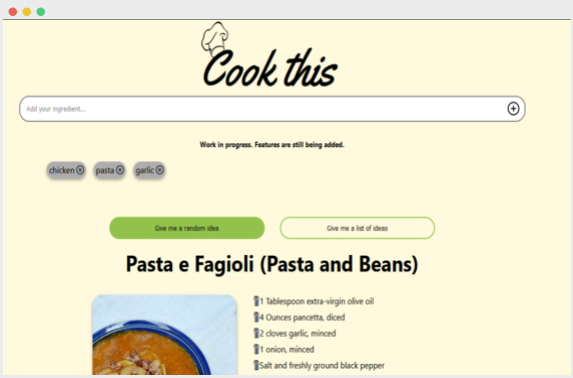 Cook this
Add your ingredient...
Work in progress. Features are still being added.
chicken pasta garlic
Give me a random idea Give me a list of ideas
Pasta e Fagioli (Pasta and Beans)
1 Tablespoon extra-virgin olive oil
4 Ounces pancetta, diced
2 cloves garlic, minced
1 onion, minced
Salt and freshly ground black pepper